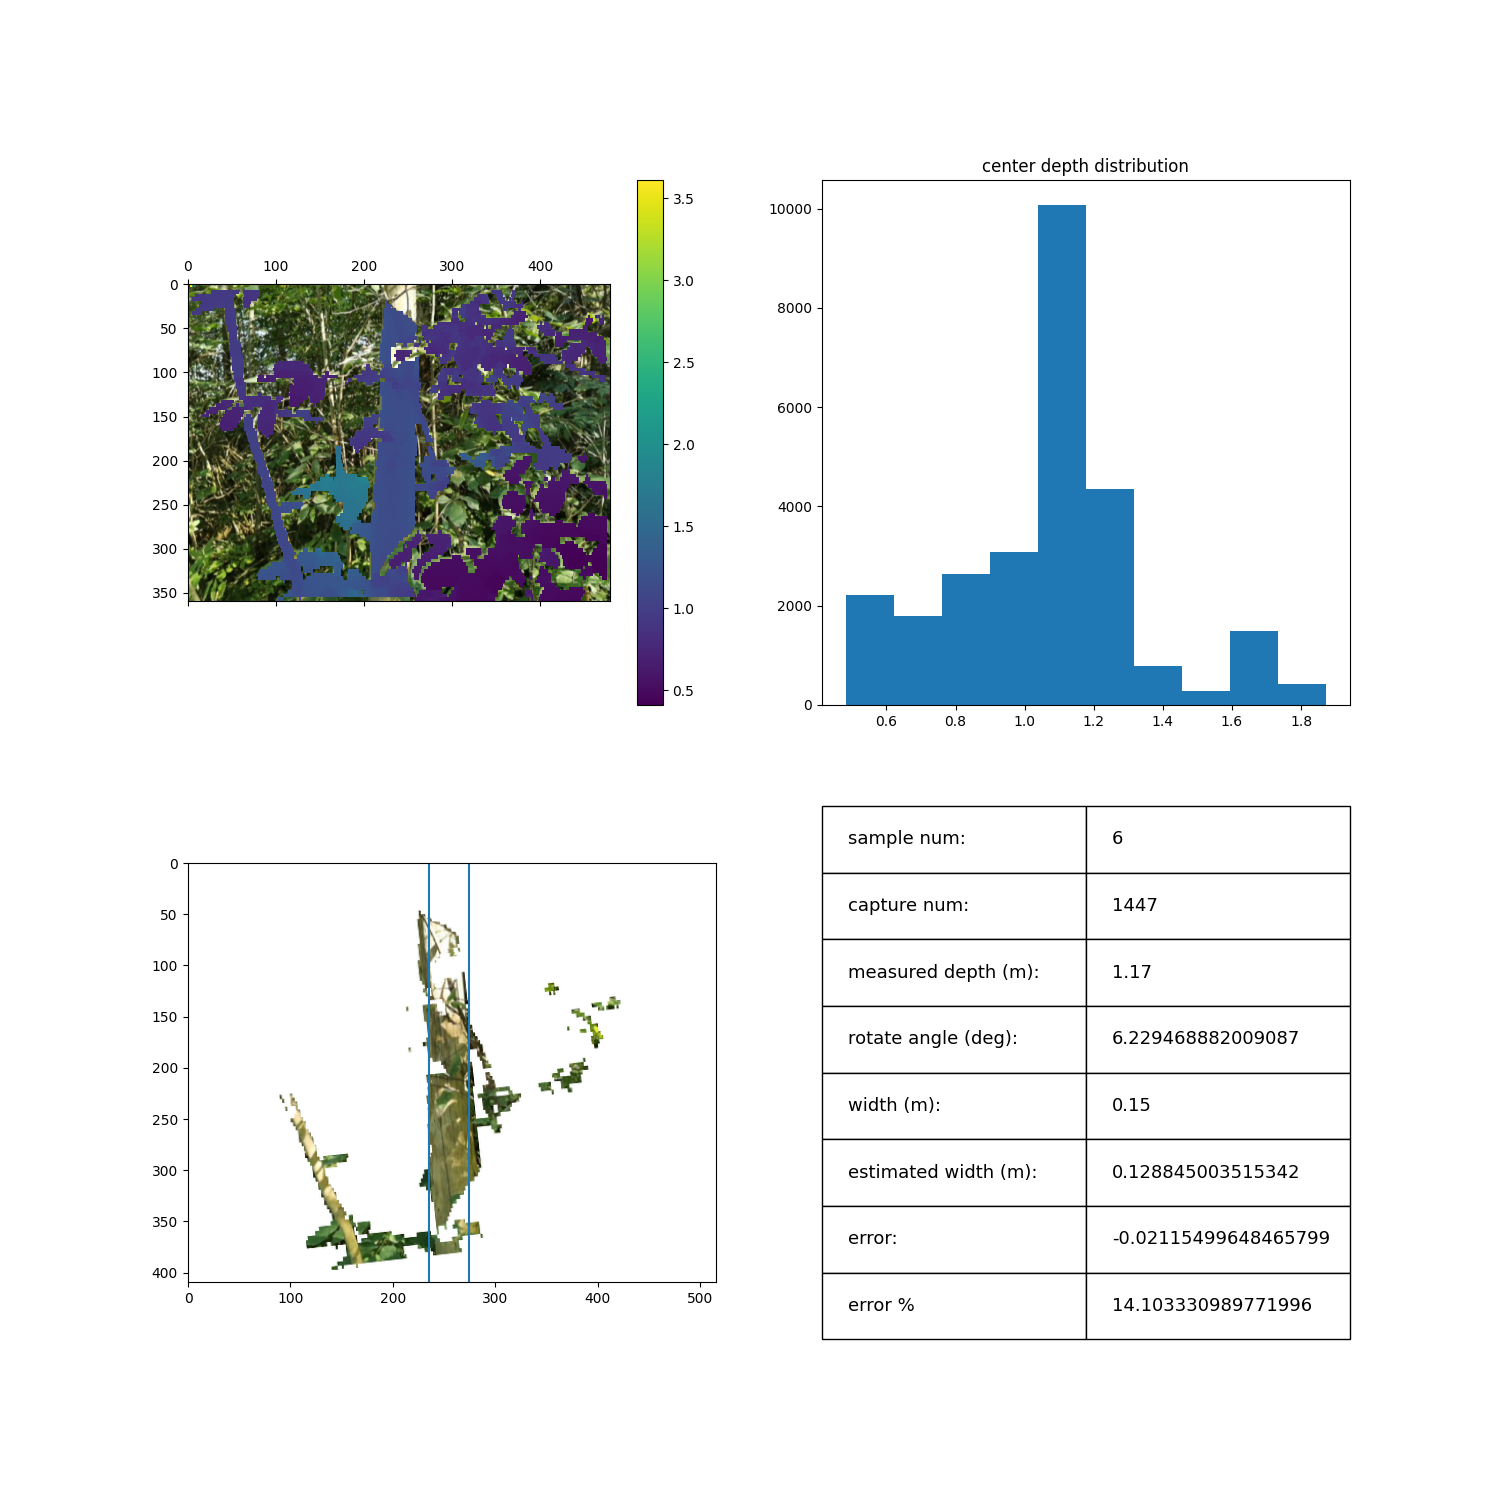 0 100 200 300 400
0
50
100
150
200
250
300
350
3.5
3.0
2.5
2.0
1.5
1.0
0.5
center depth distribution
10000
8000
6000
4000
2000
0
0.6 0.8 1.0 1.2 1.4 1.6 1.8
0
50
100
150
200
250
300
350
400
0 100 200 300 400 500
sample num: 6
capture num: 1447
measured depth (m): 1.17
rotate angle (deg): 6.229468882009087
width (m): 0.15
estimated width (m): 0.128845003515342
error: -0.02115499648465799
error % 14.103330989771996